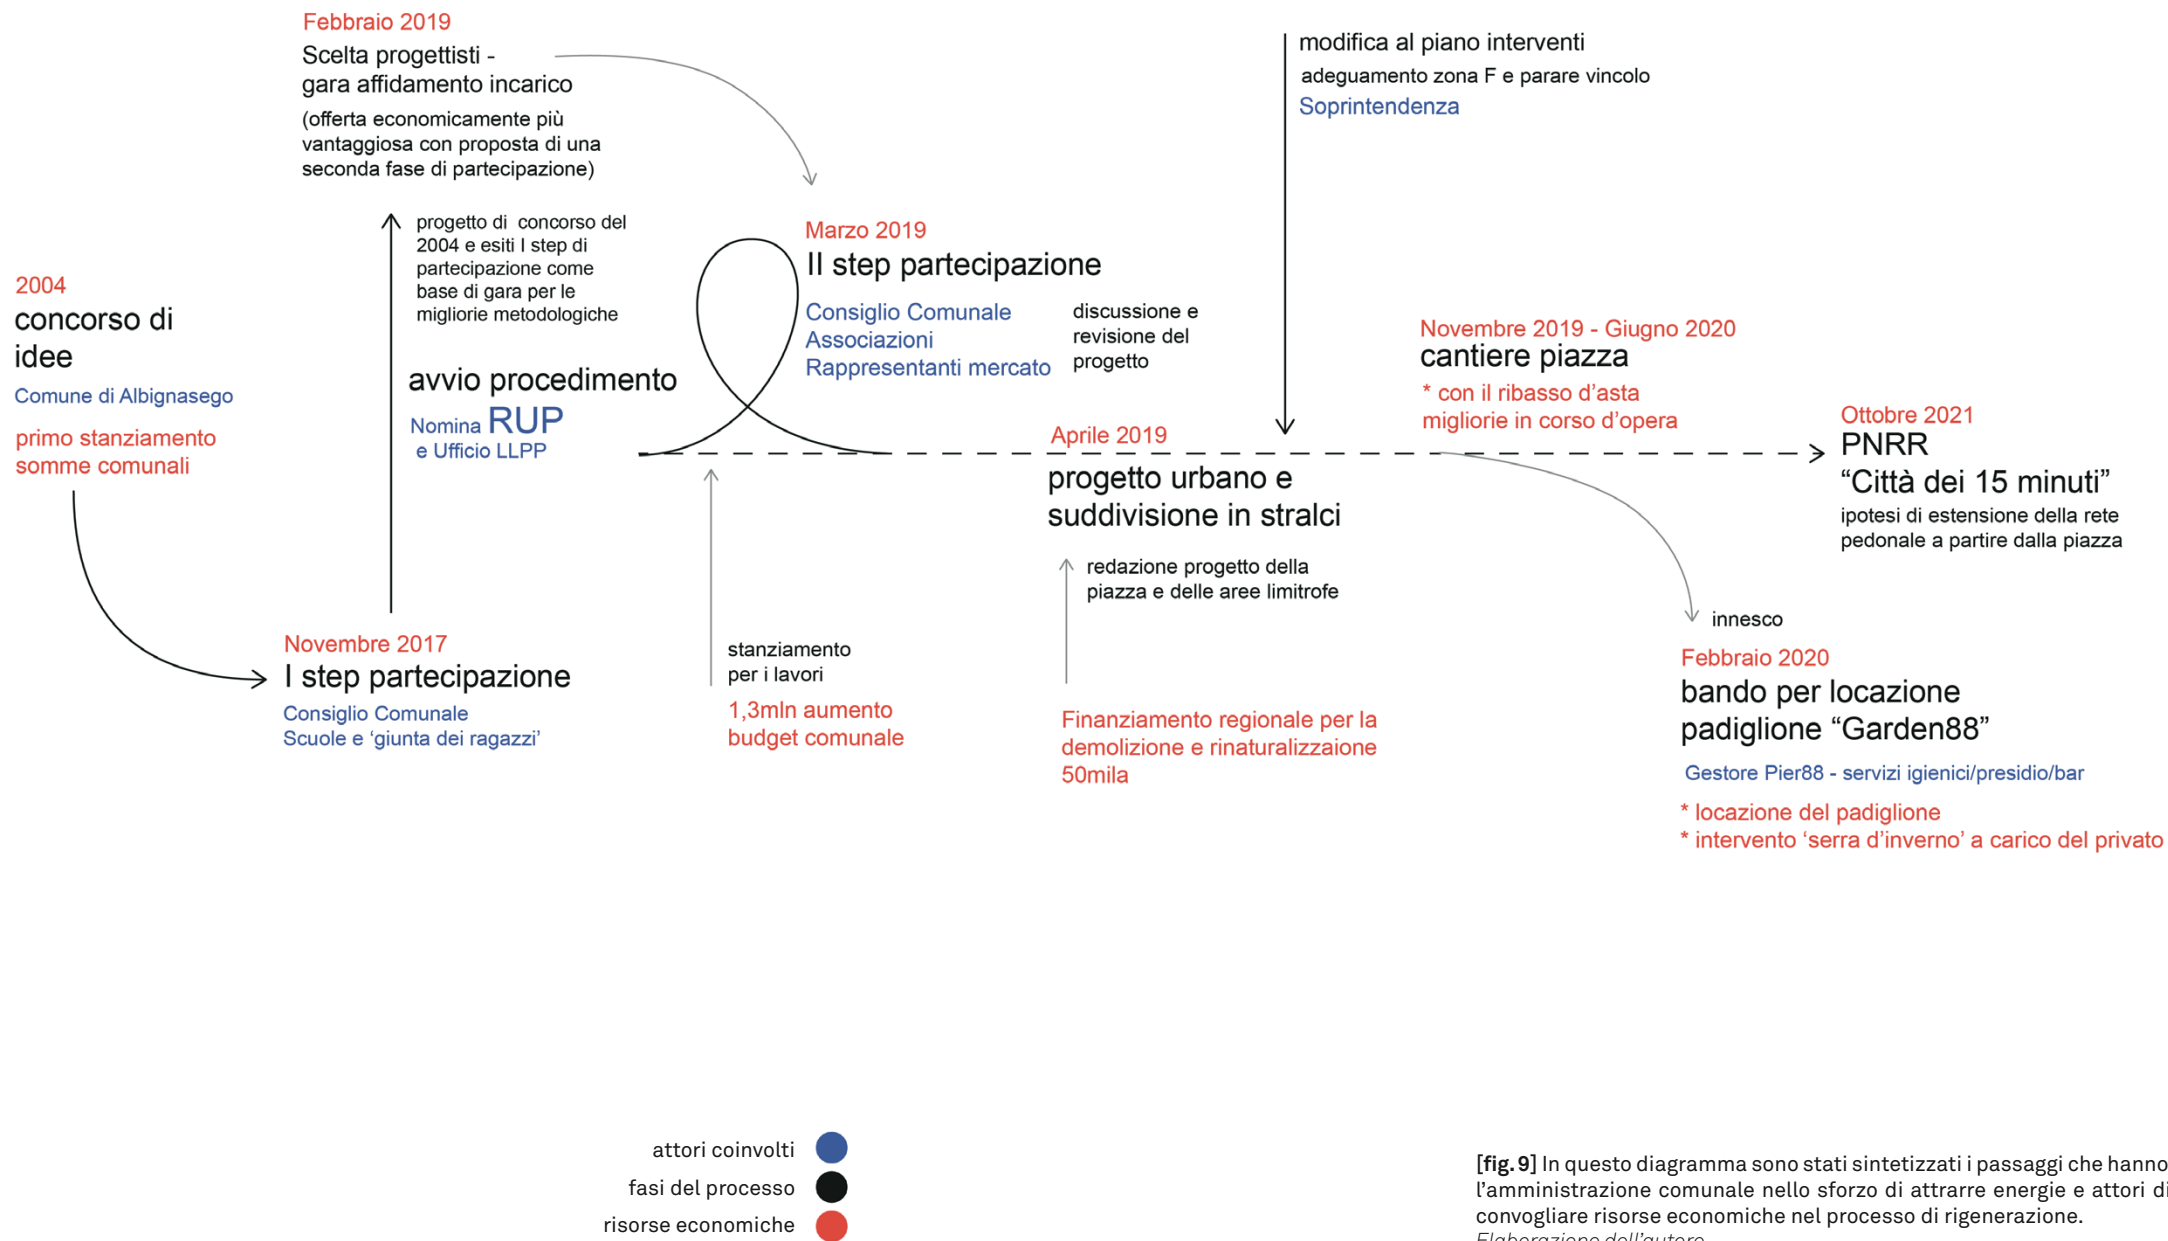 Febbraio 2019
Scelta progettisti -
gara affidamento incarico
(offerta economicamente più
vantaggiosa con proposta di una
seconda fase di partecipazione)
modifica al piano interventi
adeguamento zona F e parare vincolo
Soprintendenza
progetto di concorso del
2004 e esiti I step di
partecipazione come
base di gara per le
migliorie metodologiche
2004
concorso di
idee
Comune di Albignasego
primo stanziamento
somme comunali
avvio procedimento
Nomina RUP
e Ufficio LLPP
Marzo 2019
II step partecipazione
Consiglio Comunale
Associazioni
Rappresentanti mercato
discussione e
revisione del
progetto
Novembre 2019 - Giugno 2020
cantiere piazza
* con il ribasso d'asta
migliorie in corso d'opera
Aprile 2019
progetto urbano e
suddivisione in stralci
redazione progetto della
piazza e delle aree limitrofe
Ottobre 2021
PNRR
“Città dei 15 minuti”
ipotesi di estensione della rete
pedonale a partire dalla piazza
Novembre 2017
I step partecipazione
Consiglio Comunale
Scuole e ‘giunta dei ragazzi’
stanziamento
per i lavori
1,3mln aumento
budget comunale
Finanziamento regionale per la
demolizione e rinaturalizzaione
50mila
innesco
Febbraio 2020
bando per locazione
padiglione “Garden88”
Gestore Pier88 - servizi igienici/presidio/bar
* locazione del padiglione
* intervento ‘serra d’inverno’ a carico del privato
attori coinvolti
fasi del processo
risorse economiche
[fig. 9] In questo diagramma sono stati sintetizzati i passaggi che hanno
l’amministrazione comunale nello sforzo di attrarre energie e attori di
convogliare risorse economiche nel processo di rigenerazione.
Elaborazione dell’autore